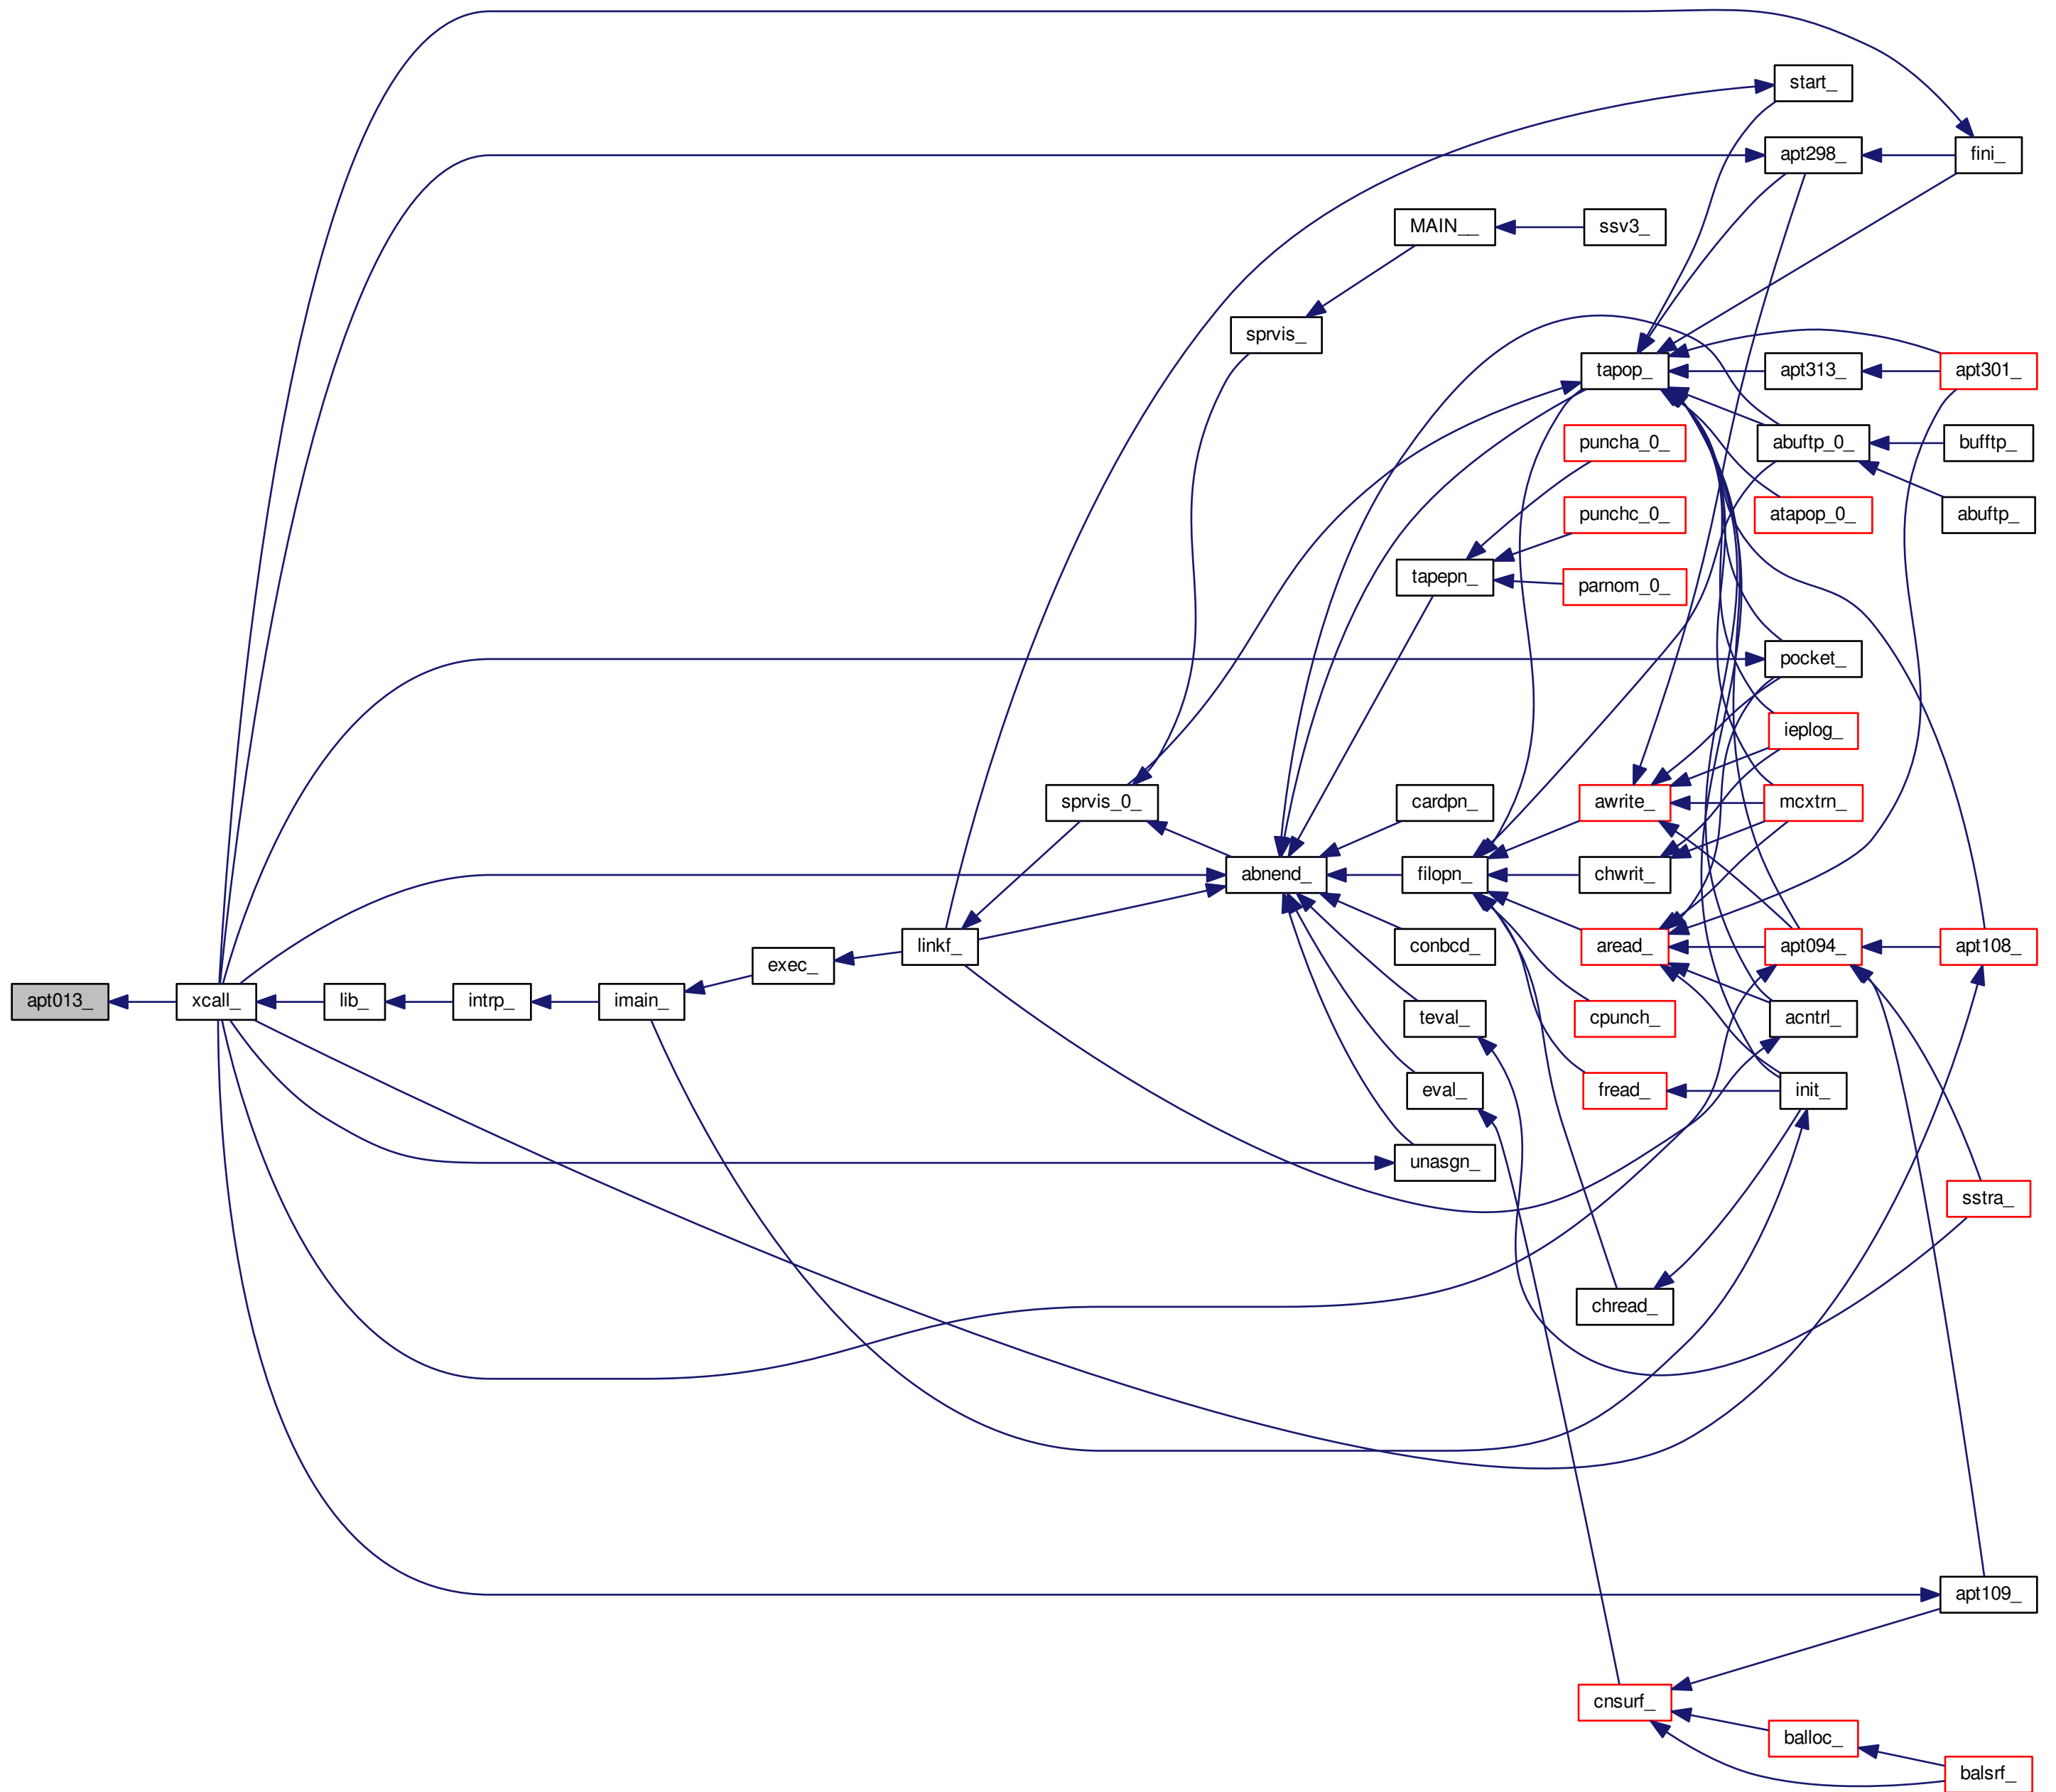 start_
apt298_
fini_
MAIN__
ssv3_
sprvis_
tapop_
apt313_
apt301_
puncha_0_
abuftp_0_
bufftp_
punchc_0_
atapop_0_
abuftp_
tapepn_
parnom_0_
pocket_
ieplog_
sprvis_0_
cardpn_
awrite_
mcxtrn_
abnend_
filopn_
chwrit_
linkf_
conbcd_
aread_
apt094_
apt108_
exec_
apt013_
xcall_
lib_
intrp_
imain_
teval_
cpunch_
acntrl_
eval_
fread_
init_
unasgn_
sstra_
chread_
apt109_
cnsurf_
balloc_
balsrf_